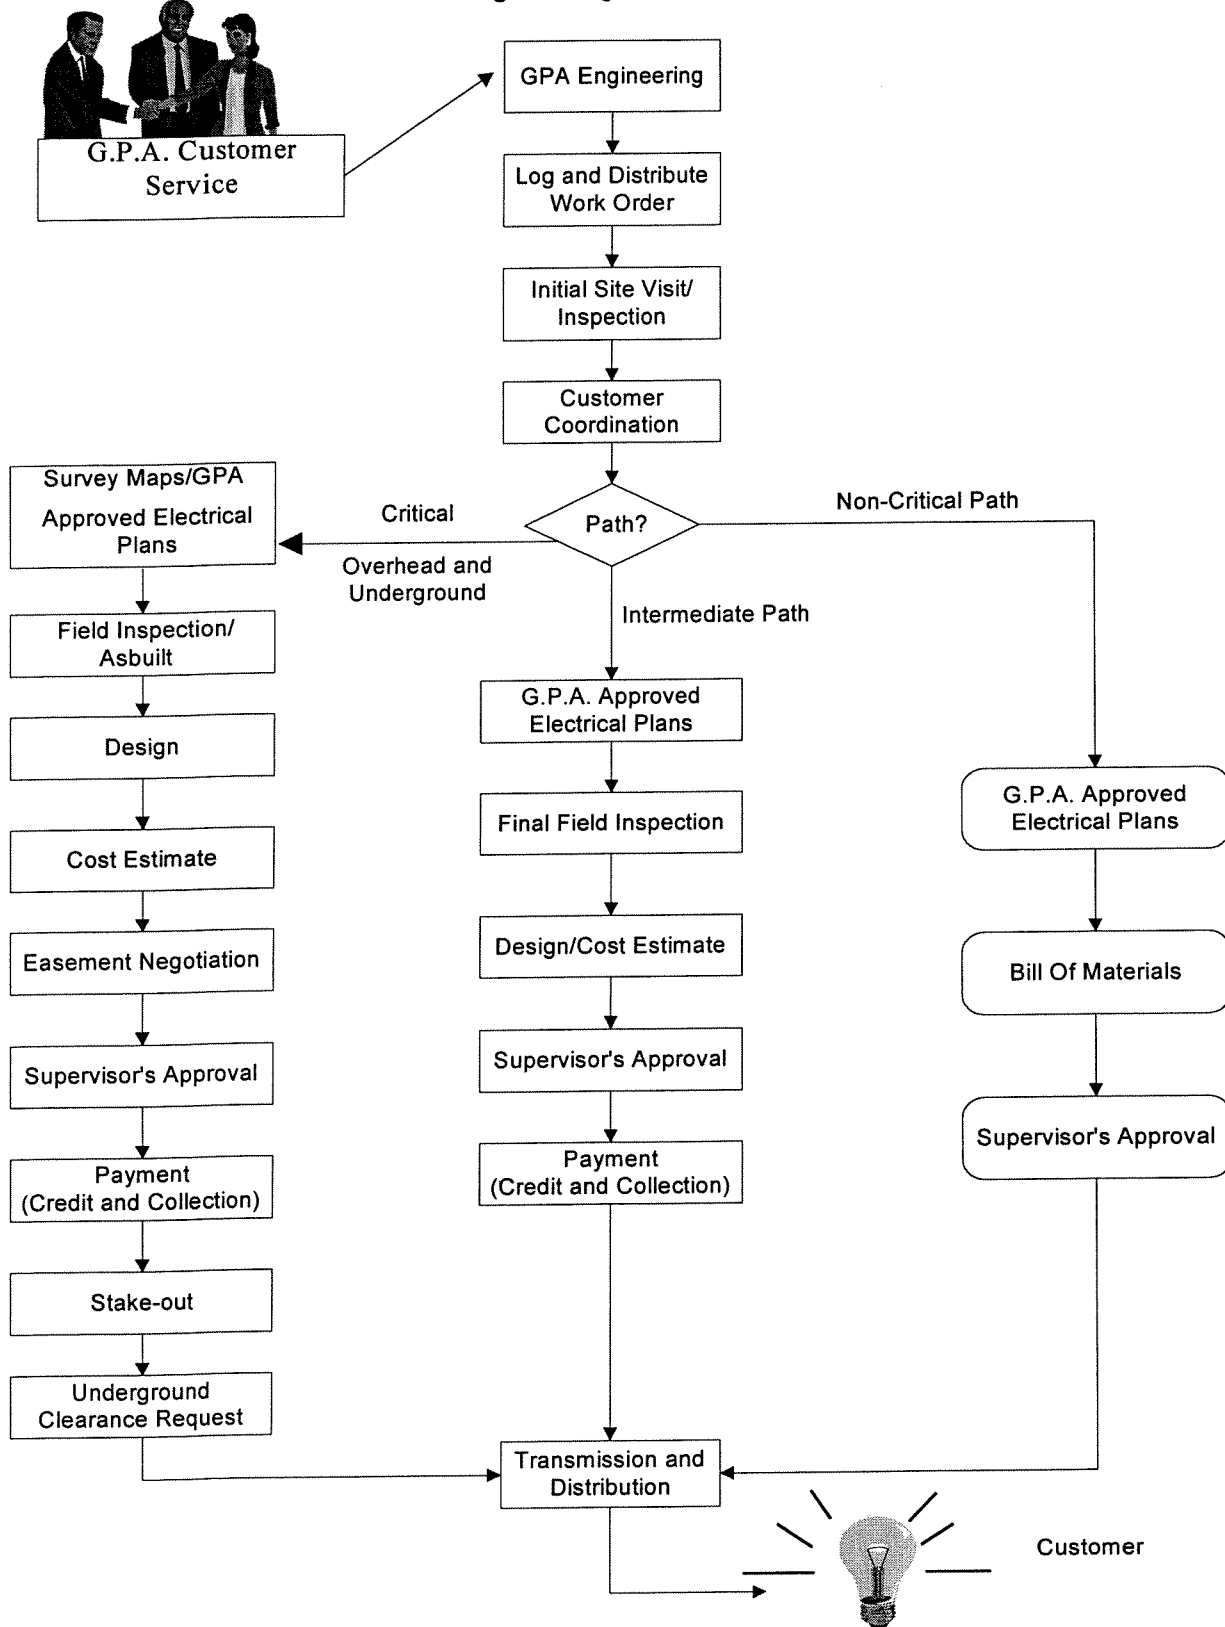 G.P.A. Customer
Service
GPA Engineering
Log and Distribute
Work Order
Initial Site Visit/
Inspection
Customer
Coordination
Path?
Critical
Overhead and
Underground
Intermediate Path
Non-Critical Path
Survey Maps/GPA
Approved Electrical
Plans
Field Inspection/
Asbuilt
Design
Cost Estimate
Easement Negotiation
Supervisor's Approval
Payment
(Credit and Collection)
Stake-out
Underground
Clearance Request
G.P.A. Approved
Electrical Plans
Final Field Inspection
Design/Cost Estimate
Supervisor's Approval
Payment
(Credit and Collection)
G.P.A. Approved
Electrical Plans
Bill Of Materials
Supervisor's Approval
Transmission and
Distribution
Customer